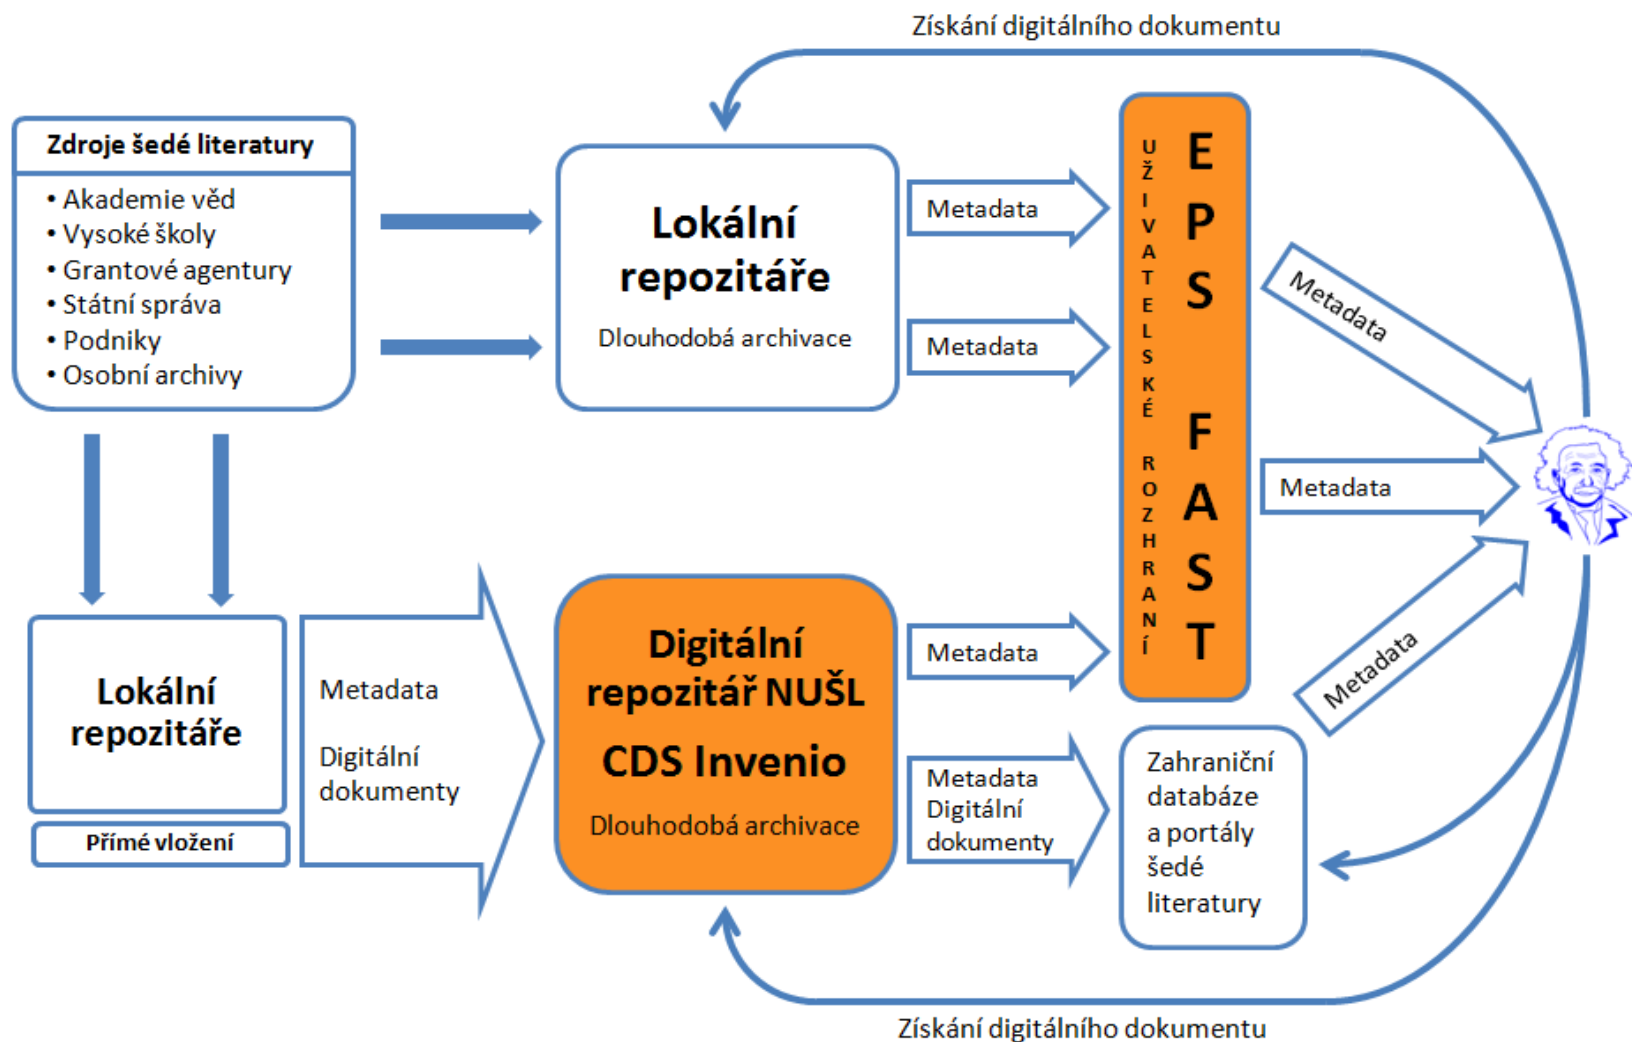 Získání digitálního dokumentu
Zdroje šedé literatury
• Akademie věd
• Vysoké školy
• Grantové agentury
• Státní správa
• Podniky
• Osobní archivy
Lokální
repozitáře
Dlouhodobá archivace
Metadata
Metadata
UŽIVATELSKÉ ROZHRANÍ
EPS FAST
Metadata
Metadata
Metadata
Lokální
repozitáře
Přímé vložení
Metadata
Digitální
dokumenty
Digitální
repozitář NUŠL
CDS Invenio
Dlouhodobá archivace
Metadata
Metadata
Digitální
dokumenty
Zahraniční
databáze
a portály
šedé
literatury
Získání digitálního dokumentu